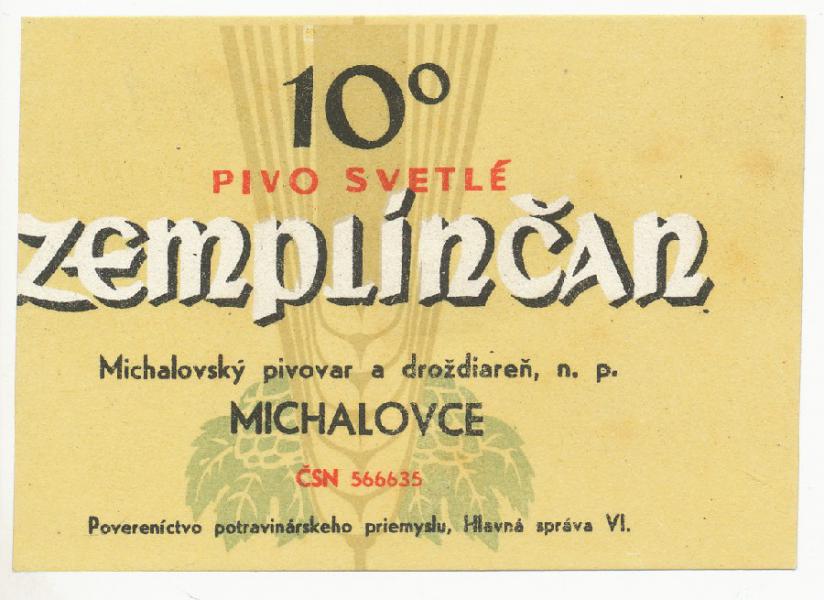 10°
PIVO SVETLÉ
ZEMPLÍNČAN
Michalovský pivovar a droždiareň, n. p.
MICHALOVCE
ČSN 566635
Povereníctvo potravinárskeho priemyslu, Hlavná správa VI.